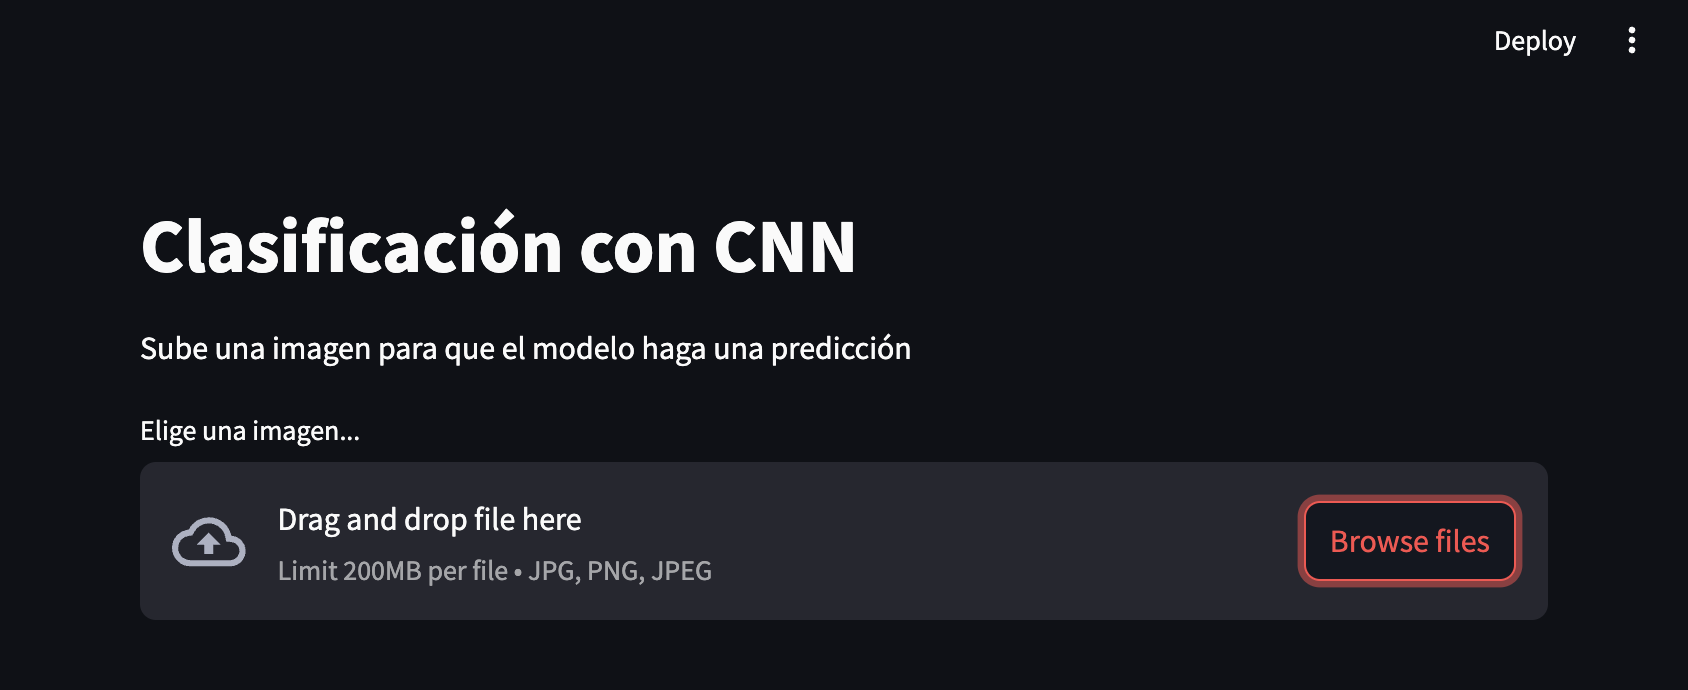 Deploy
Clasificación con CNN
Sube una imagen para que el modelo haga una predicción
Elige una imagen...
Drag and drop file here
Limit 200MB per file • JPG, PNG, JPEG
Browse files